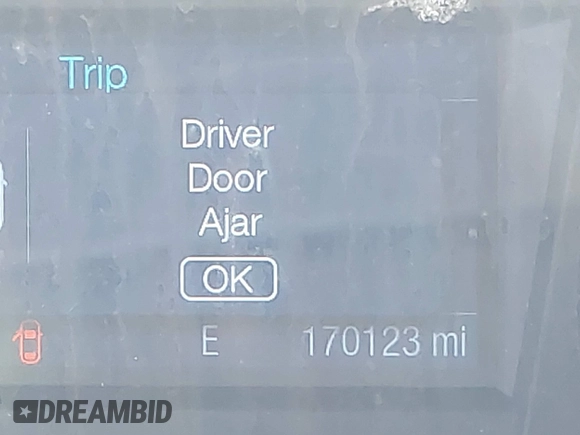 Trip
Driver
Door
Ajar
OK
E 170123 mi
DREAMBID